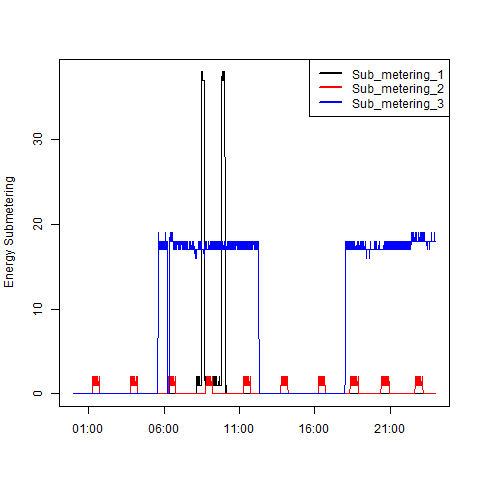 Sub_metering_1
Sub_metering_2
Sub_metering_3
Energy Submetering
30
20
10
0
01:00 06:00 11:00 16:00 21:00